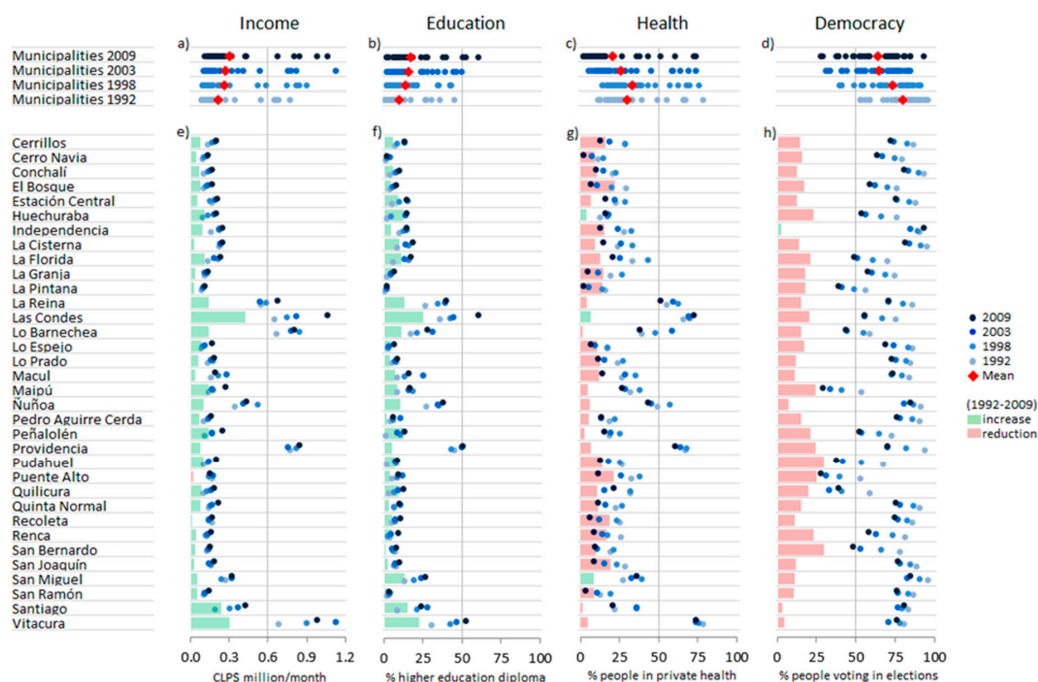 Income Education Health Democracy
a) b) c) d)
Municipalities 2009
Municipalities 2003
Municipalities 1998
Municipalities 1992
e) f) g) h)
Cerrillos
Cerro Navia
Conchalí
El Bosque
Estación Central
Huechuraba
Independencia
La Cisterna
La Florida
La Granja
La Pintana
La Reina
Las Condes
Lo Barnechea
Lo Espejo
Lo Prado
Macul
Maipú
Ñuñoa
Pedro Aguirre Cerda
Peñalolén
Providencia
Pudahuel
Puente Alto
Quilicura
Quinta Normal
Recoleta
Renca
San Bernardo
San Joaquín
San Miguel
San Ramón
Santiago
Vitacura
2009
2003
1998
1992
Mean
(1992-2009)
increase
reduction
0.0 0.3 0.6 0.9 1.2 0 25 50 75 100 0 25 50 75 100 0 25 50 75 100
CLPS million/month % higher education diploma % people in private health % people voting in elections